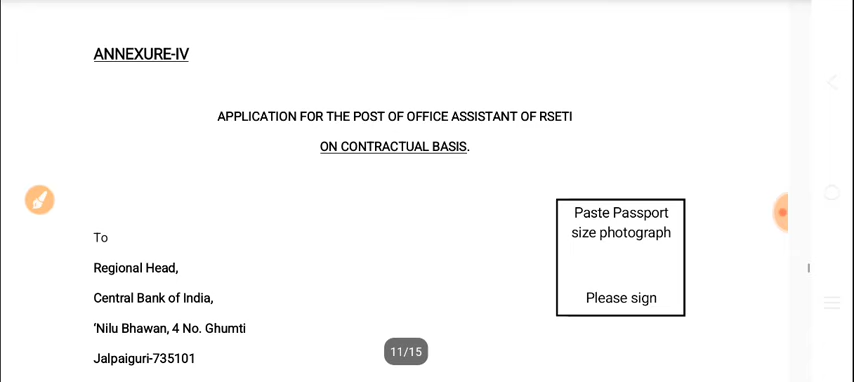 ANNEXURE-IV
APPLICATION FOR THE POST OF OFFICE ASSISTANT OF RSETI
ON CONTRACTUAL BASIS.
Paste Passport
size photograph
Please sign
To
Regional Head,
Central Bank of India,
‘Nilu Bhawan, 4 No. Ghumti
Jalpaiguri-735101
11/15